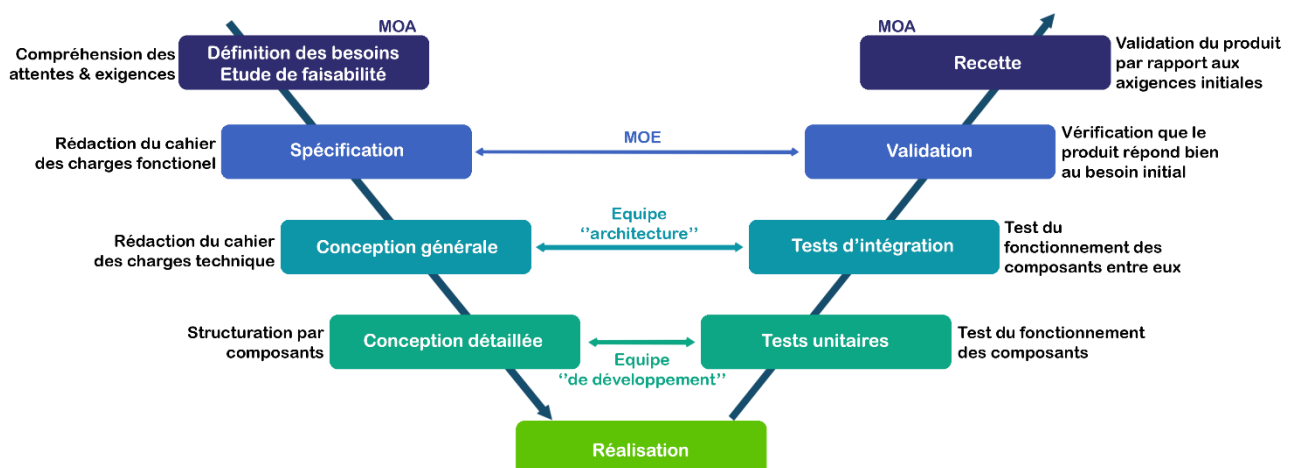 MOA
MOA
Compréhension des
attentes & exigences
Définition des besoins
Etude de faisabilité
Recette
Validation du produit
par rapport aux
axigences initiales
Rédaction du cahier
des charges fonctionel
Spécification
MOE
Validation
Vérification que le
produit répond bien
au besoin initial
Rédaction du cahier
des charges technique
Conception générale
Equipe
‘’architecture’’
Tests d’intégration
Test du
fonctionnement des
composants entre eux
Structuration par
composants
Conception détaillée
Equipe
‘’de développement’’
Tests unitaires
Test du fonctionnement
des composants
Réalisation